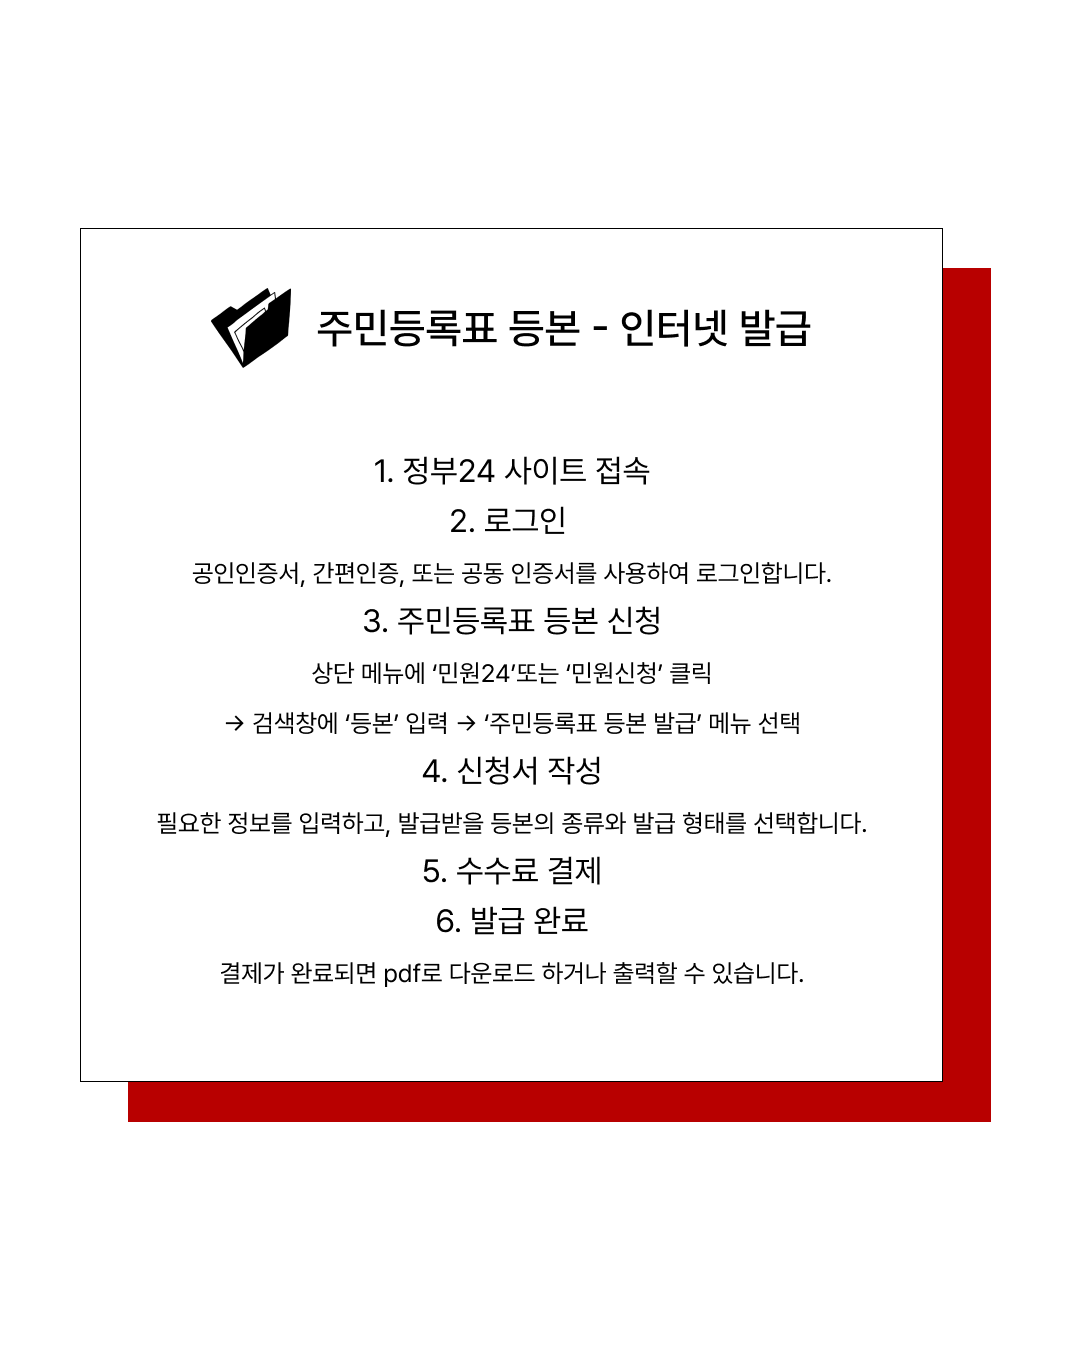 주민등록표 등본 - 인터넷 발급
1. 정부24 사이트 접속
2. 로그인
공인인증서, 간편인증, 또는 공동 인증서를 사용하여 로그인합니다.
3. 주민등록표 등본 신청
상단 메뉴에 ‘민원24’또는 ‘민원신청’ 클릭
→ 검색창에 ‘등본’ 입력 → ‘주민등록표 등본 발급’ 메뉴 선택
4. 신청서 작성
필요한 정보를 입력하고, 발급받을 등본의 종류와 발급 형태를 선택합니다.
5. 수수료 결제
6. 발급 완료
결제가 완료되면 pdf로 다운로드 하거나 출력할 수 있습니다.